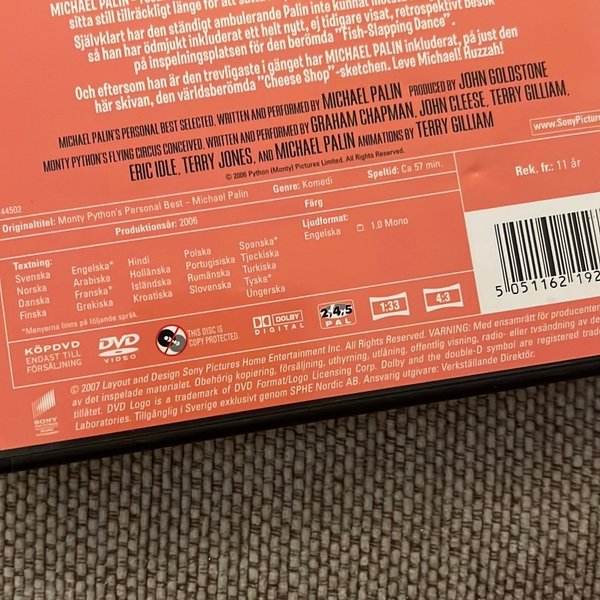 MICHAEL PALIN
sitta still tillräckligt länge för att
Självklart har den ständigt ambulerande Palin inte kunnat
så han har ödmjukt inkluderat ett helt nytt, ej tidigare visat, retrospektivt besök
på inspelningsplatsen för den berömda "Fish-Slapping Dance".
Och eftersom han är den trevligaste i gänget har MICHAEL PALIN inkluderat, på just den
här skivan, den världsberömda "Cheese Shop"-sketchen. Leve Michael! Ruzzah!
MICHAEL PALIN'S PERSONAL BEST SELECTED, WRITTEN AND PERFORMED BY MICHAEL PALIN PRODUCED BY JOHN GOLDSTONE
MONTY PYTHON'S FLYING CIRCUS CONCEIVED, WRITTEN AND PERFORMED BY GRAHAM CHAPMAN, JOHN CLEESE, TERRY GILLIAM,
ERIC IDLE, TERRY JONES, AND MICHAEL PALIN ANIMATIONS BY TERRY GILLIAM
© 2006 Python (Monty) Pictures Limited. All Rights Reserved.
www.SonyPicture
44502
Originaltitel: Monty Python's Personal Best – Michael Palin Genre: Komedi Speltid: Ca 57 min. Rek. fr.: 11 år
Produktionsår: 2006 Färg
Textning:
Svenska Engelska* Hindi Polska Spanska*
Norska Arabiska Holländska Portugisiska Tjeckiska
Danska Franska* Isländska Rumänska Turkiska
Finska Grekiska Kroatiska Slovenska Tyska*
Ungerska
*Menyerna finns på följande språk.
Ljudformat:
Engelska 1.0 Mono
5 051162 192
KÖPDVD
ENDAST TILL
FÖRSÄLJNING
DVD
VIDEO
THIS DISC IS
COPY PROTECTED.
DOLBY
DIGITAL
2,4,5
PAL
1:33
4:3
© 2007 Layout and Design Sony Pictures Home Entertainment Inc. All Rights Reserved. VARNING: Med ensamrätt för producenten
av det inspelade materialet. Obehörig kopiering, försäljning, uthyrning, utlåning, offentlig visning, radio- eller tvsändning av de
tillåtet. DVD Logo is a trademark of DVD Format/Logo Licensing Corp. Dolby and the double-D symbol are registered trade
Laboratories. Tillgänglig i Sverige exklusivt genom SPHE Nordic AB. Ansvarig utgivare: Verkställande Direktör.
SONY